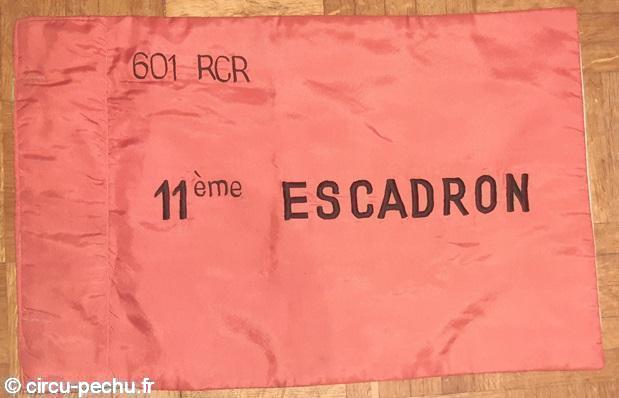 601 RCR
11ème ESCADRON
© circu-pechu.fr